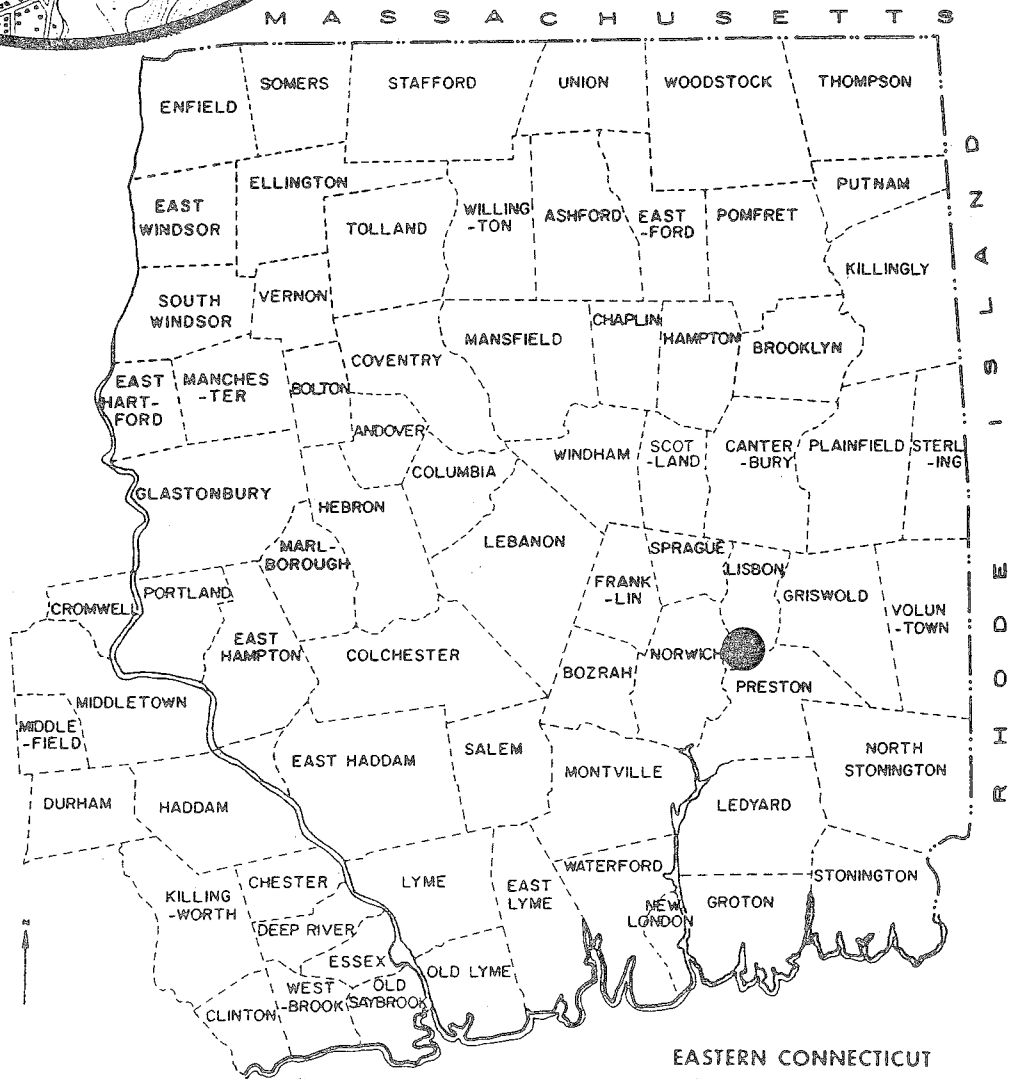 MASSACHUSETTS
ENFIELD
SOMERS
STAFFORD
UNION
WOODSTOCK
THOMPSON
EAST
WINDSOR
ELLINGTON
TOLLAND
WILLING
-TON
ASHFORD
EAST
-FORD
POMFRET
PUTNAM
KILLINGLY
SOUTH
WINDSOR
VERNON
COVENTRY
MANSFIELD
CHAPLIN
HAMPTON
BROOKLYN
EAST
HART-
FORD
MANCHES
-TER
BOLTON
ANDOVER
COLUMBIA
WINDHAM
SCOT
-LAND
CANTER
-BURY
PLAINFIELD
STERL
-ING
GLASTONBURY
HEBRON
MARL-
BOROUGH
LEBANON
FRANK
-LIN
SPRAGUE
LISBON
GRISWOLD
VOLUN
-TOWN
CROMWELL
PORTLAND
EAST
HAMPTON
COLCHESTER
BOZRAH
NORWICH
PRESTON
MIDDLETOWN
MIDDLE
-FIELD
DURHAM
HADDAM
EAST HADDAM
SALEM
MONTVILLE
LEDYARD
NORTH
STONINGTON
KILLING
-WORTH
CHESTER
DEEP RIVER
ESSEX
LYME
EAST
LYME
WATERFORD
NEW
LONDON
GROTON
STONINGTON
CLINTON
WEST
-BROOK
OLD
SAYBROOK
OLD LYME
RHODE ISLAND
N
EASTERN CONNECTICUT